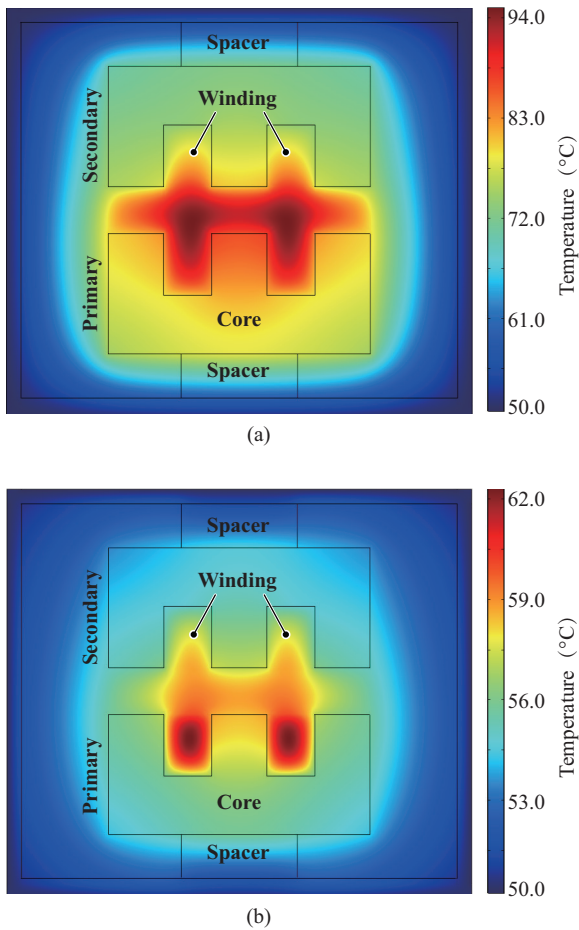 Spacer
Winding
Secondary
Primary
Core
Spacer
94.0
83.0
72.0
61.0
50.0
Temperature（°C）
(a)
Spacer
Winding
Secondary
Primary
Core
Spacer
62.0
59.0
56.0
53.0
50.0
Temperature（°C）
(b)